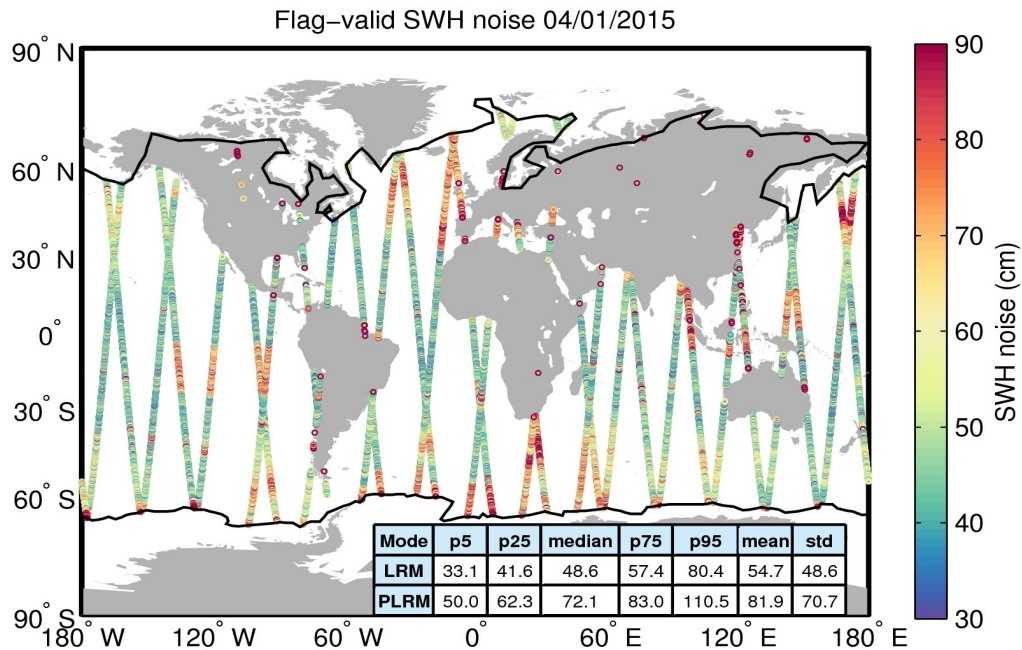 Flag−valid SWH noise 04/01/2015
90° N
60° N
30° N
0°
30° S
60° S
90° S
180° W
120° W
60° W
0°
60° E
120° E
180° E
Mode p5 p25 median p75 p95 mean std
LRM 33.1 41.6 48.6 57.4 80.4 54.7 48.6
PLRM 50.0 62.3 72.1 83.0 110.5 81.9 70.7
90
80
70
60
50
40
30
SWH noise (cm)